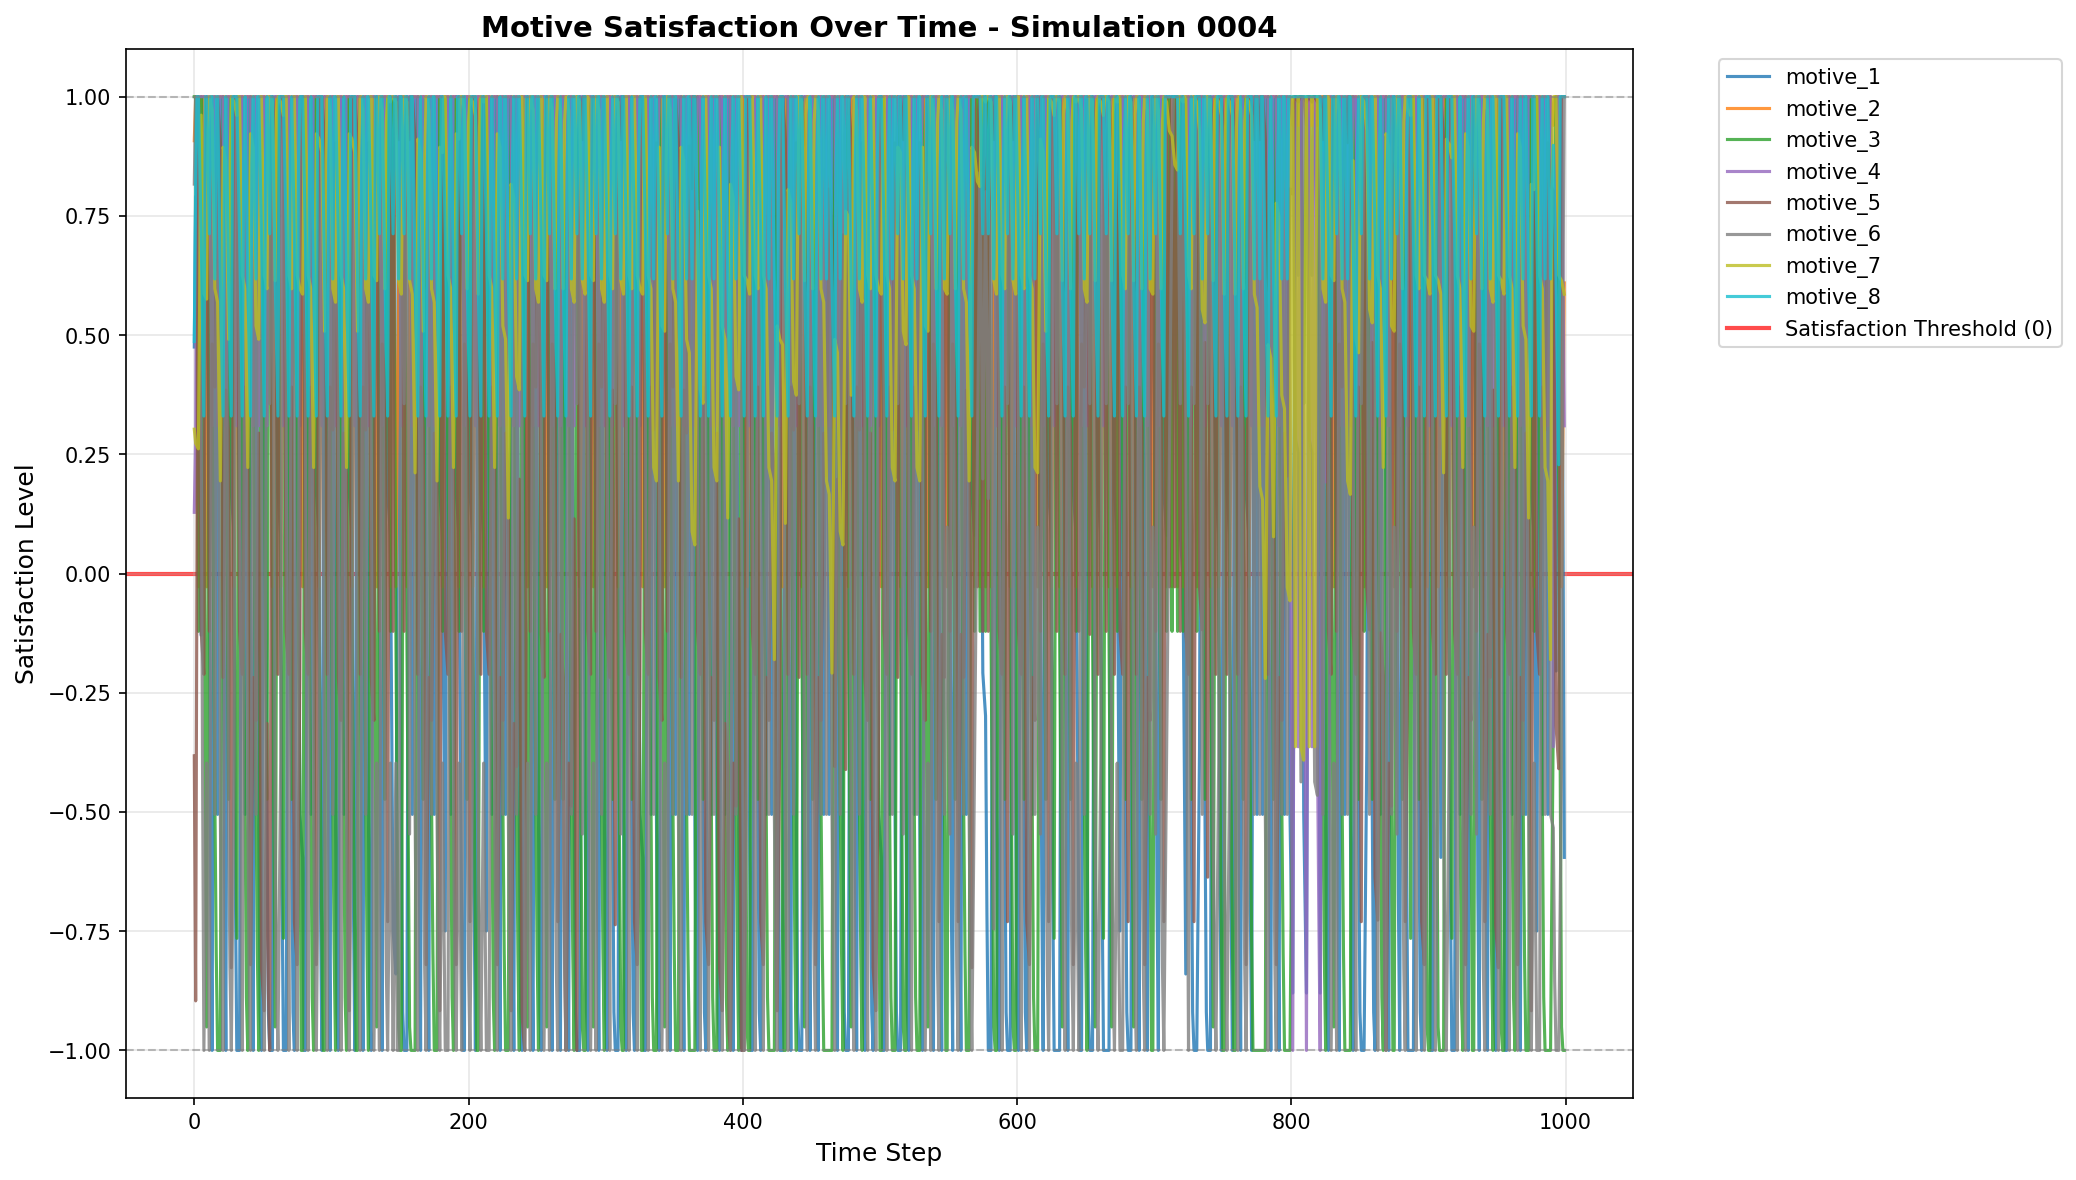 Motive Satisfaction Over Time - Simulation 0004
1.00
0.75
0.50
0.25
0.00
−0.25
−0.50
−0.75
−1.00
Satisfaction Level
0
200
400
600
800
1000
Time Step
motive_1
motive_2
motive_3
motive_4
motive_5
motive_6
motive_7
motive_8
Satisfaction Threshold (0)